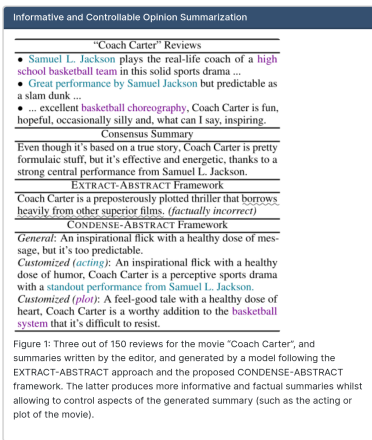 Informative and Controllable Opinion Summarization
"Coach Carter" Reviews
• Samuel L. Jackson plays the real-life coach of a high
school basketball team in this solid sports drama ...
• Great performance by Samuel Jackson but predictable as
a slam dunk ...
• ... excellent basketball choreography, Coach Carter is fun,
hopeful, occasionally silly and, what can I say, inspiring.
Consensus Summary
Even though it's based on a true story, Coach Carter is pretty
formulaic stuff, but it's effective and energetic, thanks to a
strong central performance from Samuel L. Jackson.
EXTRACT-ABSTRACT Framework
Coach Carter is a preposterously plotted thriller that borrows
heavily from other superior films. (factually incorrect)
CONDENSE-ABSTRACT Framework
General: An inspirational flick with a healthy dose of mes-
sage, but it's too predictable.
Customized (acting): An inspirational flick with a healthy
dose of humor, Coach Carter is a perceptive sports drama
with a standout performance from Samuel L. Jackson.
Customized (plot): A feel-good tale with a healthy dose of
heart, Coach Carter is a worthy addition to the basketball
system that it's difficult to resist.
Figure 1: Three out of 150 reviews for the movie "Coach Carter", and
summaries written by the editor, and generated by a model following the
EXTRACT-ABSTRACT approach and the proposed CONDENSE-ABSTRACT
framework. The latter produces more informative and factual summaries whilst
allowing to control aspects of the generated summary (such as the acting or
plot of the movie).